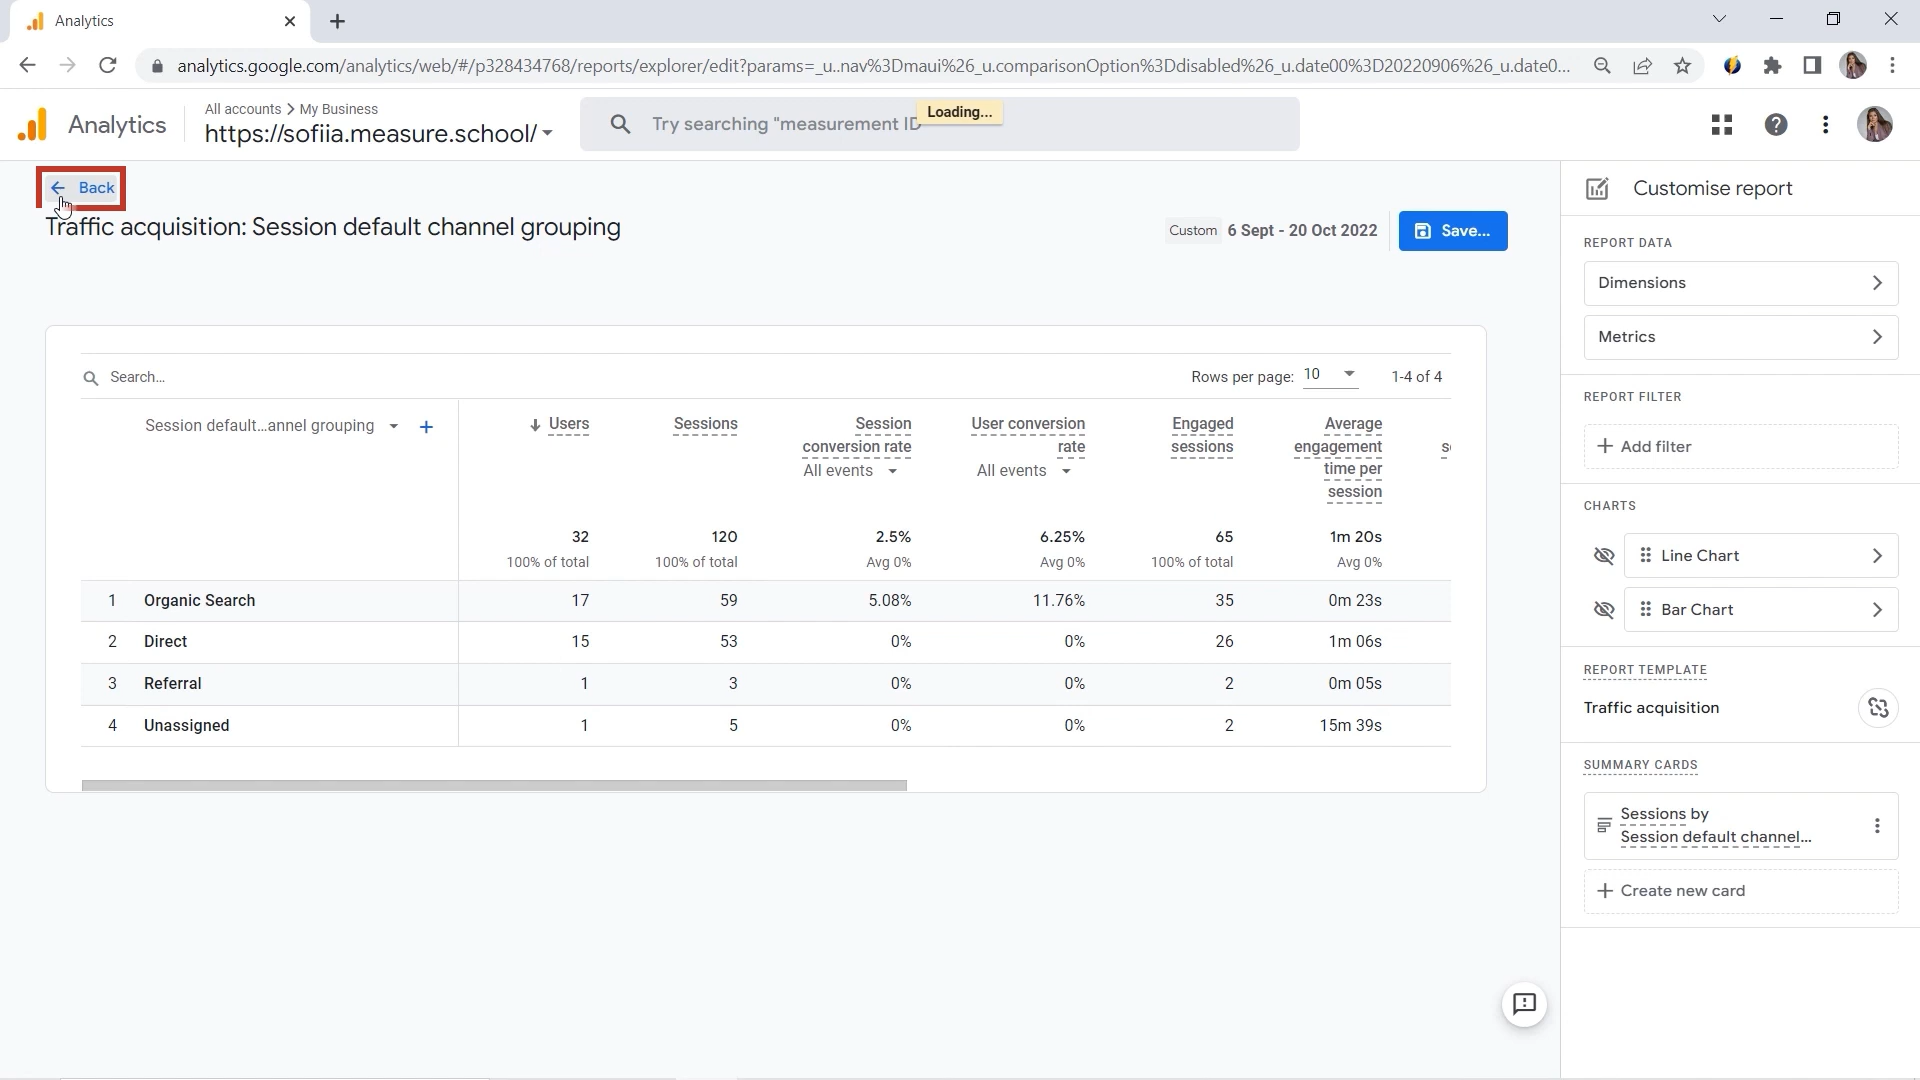 Analytics
analytics.google.com/analytics/web/#/p328434768/reports/explorer/edit?params=_u..nav%3Dmaui%26_u.comparisonOption%3Ddisabled%26_u.date00%3D20220906%26_u.date0...
Analytics
All accounts > My Business
https://sofiia.measure.school/
Try searching "measurement ID
Loading...
Back
Traffic acquisition: Session default channel grouping
Custom 6 Sept - 20 Oct 2022
Save...
Search...
Rows per page: 10
1-4 of 4
Session default...annel grouping
Users
Sessions
Session
conversion rate
All events
User conversion
rate
All events
Engaged
sessions
Average
engagement
time per
session
32 120 2.5% 6.25% 65 1m 20s
100% of total 100% of total Avg 0% Avg 0% 100% of total Avg 0%
1 Organic Search 17 59 5.08% 11.76% 35 0m 23s
2 Direct 15 53 0% 0% 26 1m 06s
3 Referral 1 3 0% 0% 2 0m 05s
4 Unassigned 1 5 0% 0% 2 15m 39s
Customise report
REPORT DATA
Dimensions
Metrics
REPORT FILTER
Add filter
CHARTS
Line Chart
Bar Chart
REPORT TEMPLATE
Traffic acquisition
SUMMARY CARDS
Sessions by
Session default channel...
Create new card